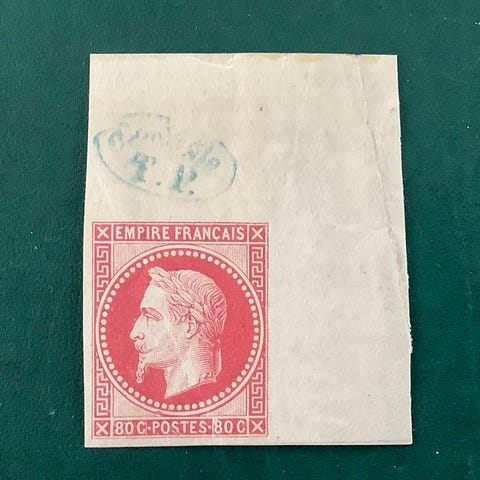 T.P.
EMPIRE FRANCAIS
80 C·POSTES·80 C